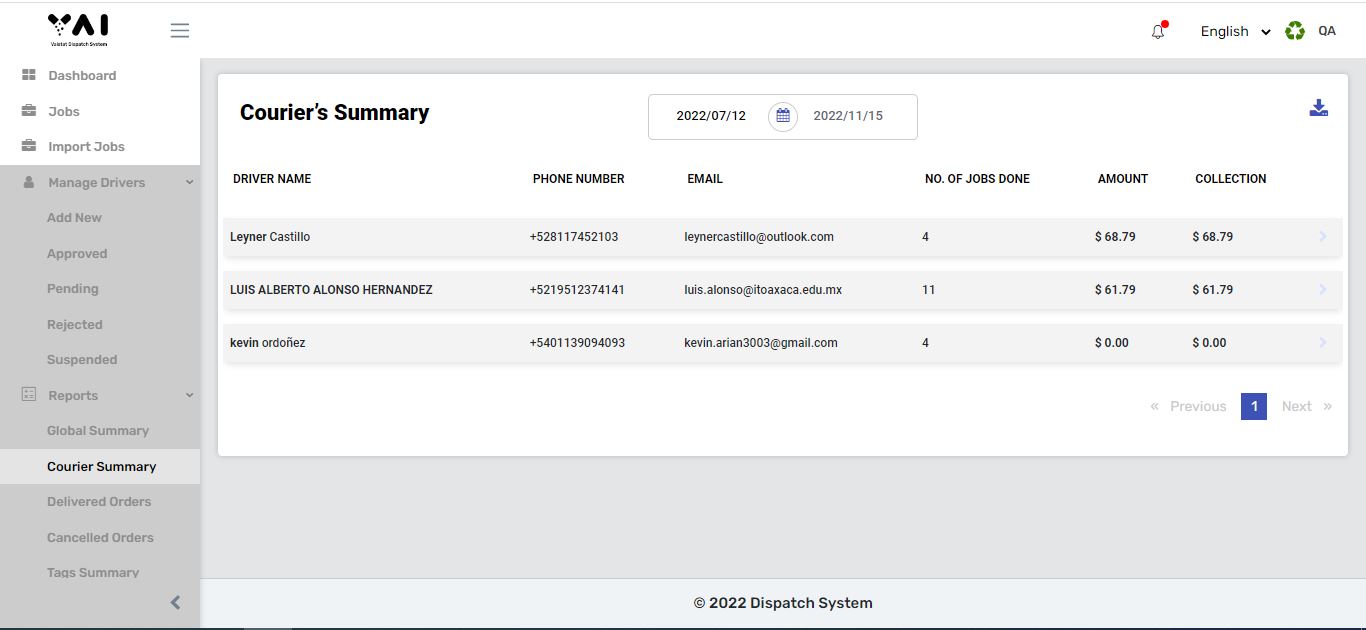 YAI
Vaistat Dispatch System
English
QA
Dashboard
Jobs
Import Jobs
Manage Drivers
Add New
Approved
Pending
Rejected
Suspended
Reports
Global Summary
Courier Summary
Delivered Orders
Cancelled Orders
Tags Summary
Courier’s Summary
2022/07/12 2022/11/15
DRIVER NAME PHONE NUMBER EMAIL NO. OF JOBS DONE AMOUNT COLLECTION
Leyner Castillo +528117452103 leynercastillo@outlook.com 4 $ 68.79 $ 68.79
LUIS ALBERTO ALONSO HERNANDEZ +5219512374141 luis.alonso@itoaxaca.edu.mx 11 $ 61.79 $ 61.79
kevin ordoñez +5401139094093 kevin.arian3003@gmail.com 4 $ 0.00 $ 0.00
« Previous 1 Next »
© 2022 Dispatch System